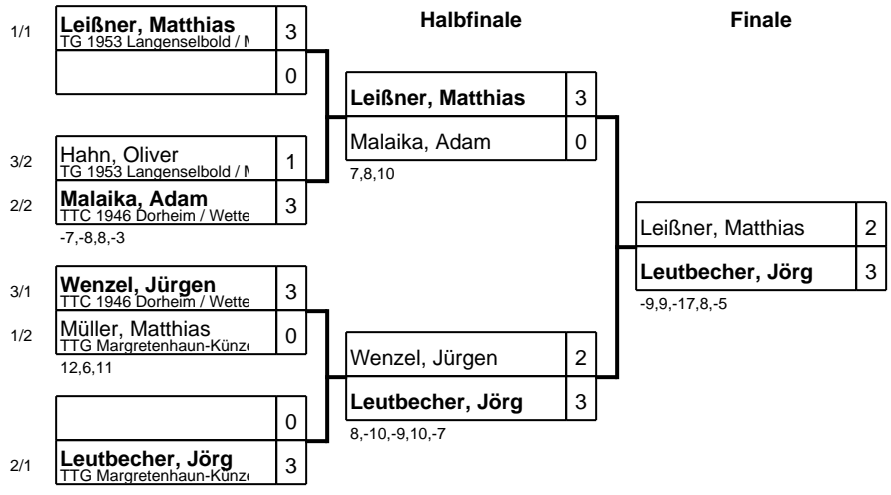 Halbfinale
Finale
1/1 Leißner, Matthias 3
TG 1953 Langenselbold /
0
3/2 Hahn, Oliver 1
TG 1953 Langenselbold /
2/2 Malaika, Adam 3
TTC 1946 Dorheim / Wette
-7,-8,8,-3
3/1 Wenzel, Jürgen 3
TTC 1946 Dorheim / Wette
1/2 Müller, Matthias 0
TTG Margretenhaun-Künz
12,6,11
0
2/1 Leutbecher, Jörg 3
TTG Margretenhaun-Künz
Leißner, Matthias 3
Malaika, Adam 0
7,8,10
Wenzel, Jürgen 2
Leutbecher, Jörg 3
8,-10,-9,10,-7
Leißner, Matthias 2
Leutbecher, Jörg 3
-9,9,-17,8,-5